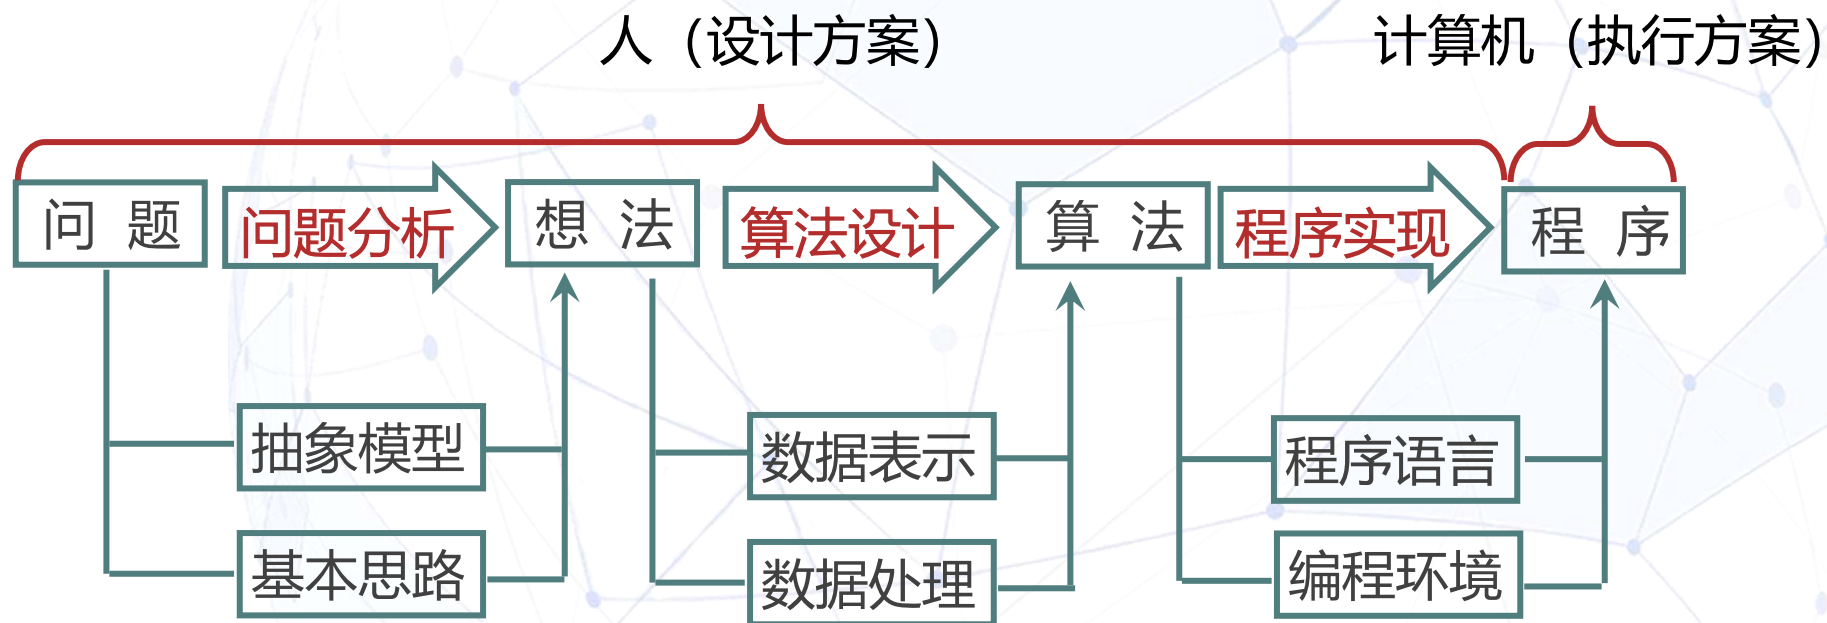 人（设计方案）
计算机（执行方案）
问 题
问题分析
想 法
算法设计
算 法
程序实现
程 序
抽象模型
数据表示
程序语言
基本思路
数据处理
编程环境